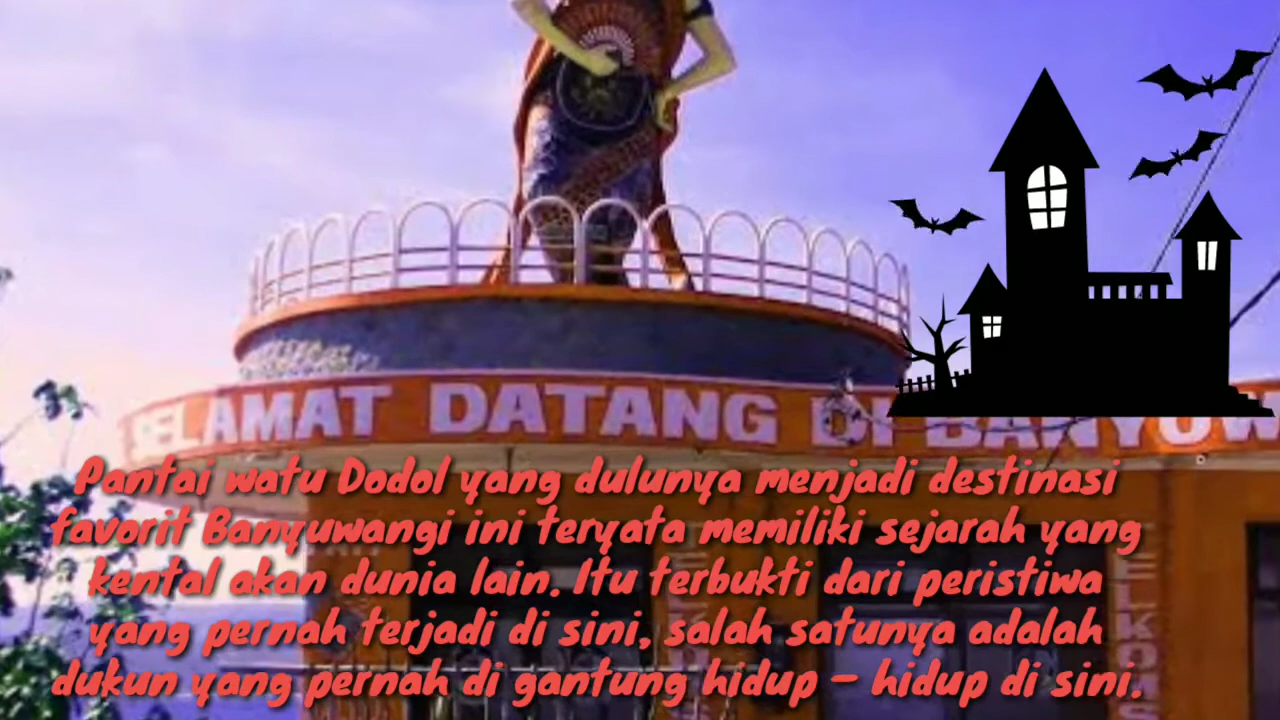 SELAMAT DATANG DI BANYUW
Pantai watu Dodol yang dulunya menjadi destinasi
favorit Banyuwangi ini teryata memiliki sejarah yang
kental akan dunia lain. Itu terbukti dari peristiwa
yang pernah terjadi di sini, salah satunya adalah
dukun yang pernah di gantung hidup - hidup di sini.